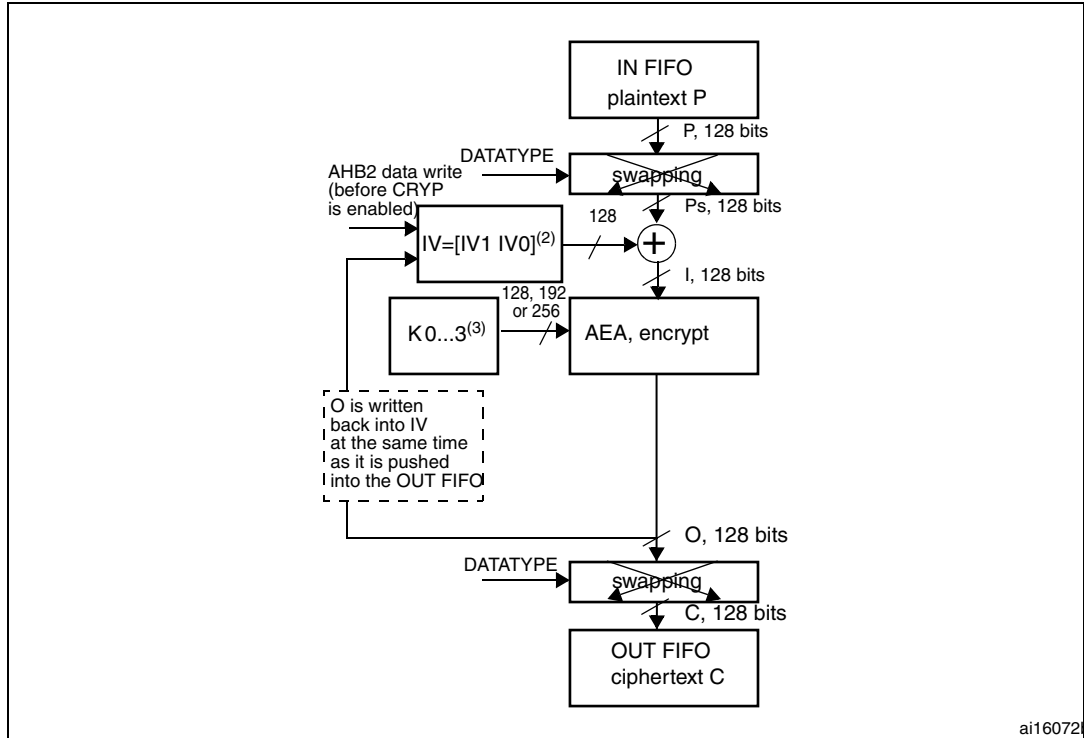 IN FIFO
plaintext P
P, 128 bits
DATATYPE
swapping
AHB2 data write
(before CRYP
is enabled)
Ps, 128 bits
IV=[IV1 IV0](2)
128
+
I, 128 bits
128, 192
or 256
K 0...3(3)
AEA, encrypt
O is written
back into IV
at the same time
as it is pushed
into the OUT FIFO
O, 128 bits
DATATYPE
swapping
C, 128 bits
OUT FIFO
ciphertext C